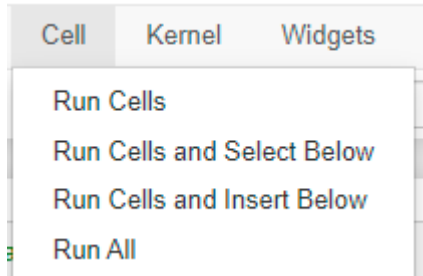 Cell Kernel Widgets
Run Cells
Run Cells and Select Below
Run Cells and Insert Below
Run All